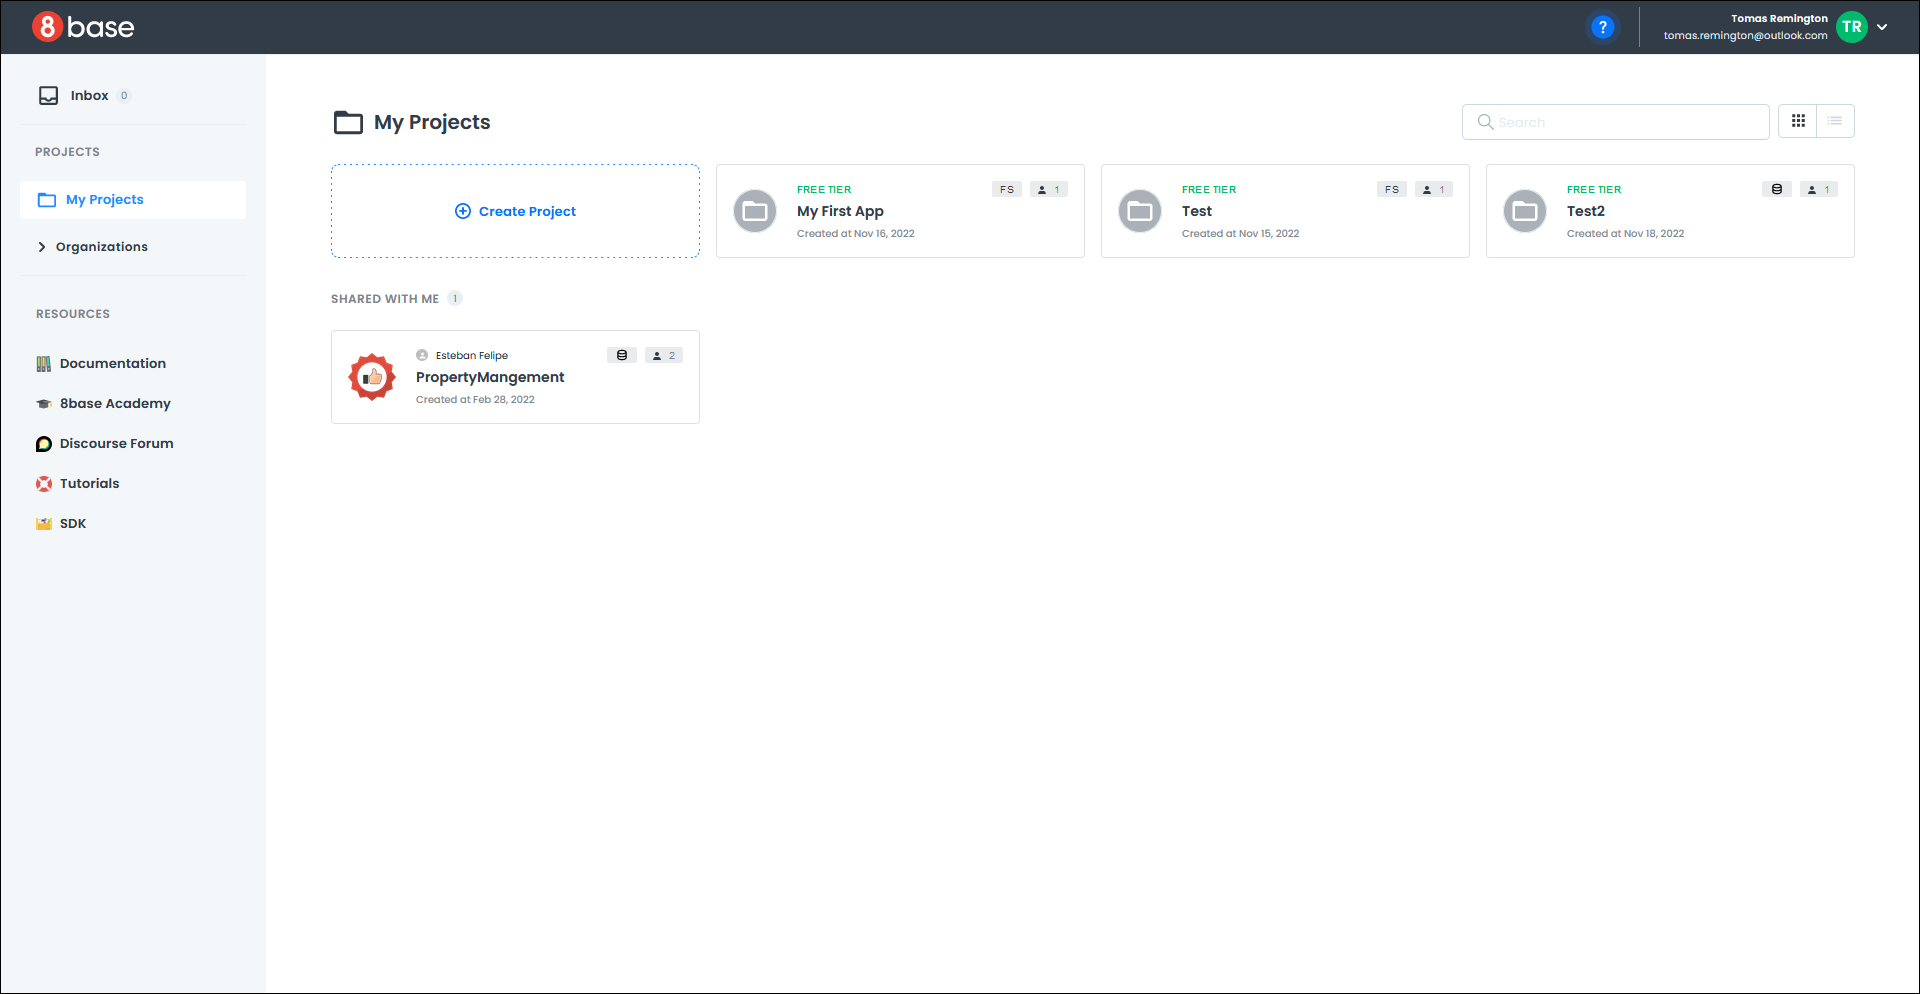 8base
?
Tomas Remington
tomas.remington@outlook.com
TR
Inbox 0
PROJECTS
My Projects
Organizations
RESOURCES
Documentation
8base Academy
Discourse Forum
Tutorials
SDK
My Projects
Search
Create Project
FREE TIER
FS
1
My First App
Created at Nov 16, 2022
FREE TIER
FS
1
Test
Created at Nov 15, 2022
FREE TIER
1
Test2
Created at Nov 18, 2022
SHARED WITH ME 1
Esteban Felipe
2
PropertyMangement
Created at Feb 28, 2022